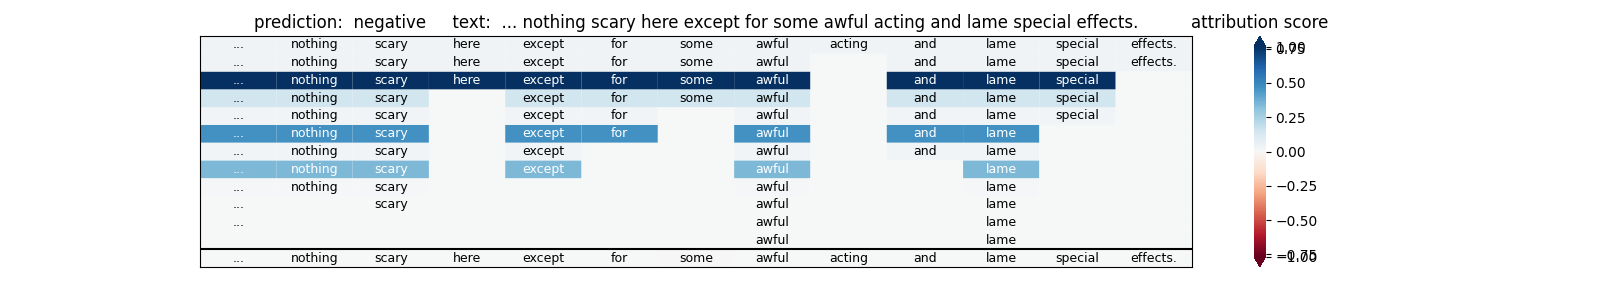 prediction:  negative     text:  ... nothing scary here except for some awful acting and lame special effects.     attribution score
... nothing scary here except for some awful acting and lame special effects.
... nothing scary here except for some awful and lame special effects.
... nothing scary here except for some awful and lame special
... nothing scary except for some awful and lame special
... nothing scary except for awful and lame special
... nothing scary except for awful and lame
... nothing scary except awful and lame
... nothing scary except awful lame
... nothing scary awful lame
... scary awful lame
... awful lame
awful lame
... nothing scary here except for some awful acting and lame special effects.
1.00
0.75
0.50
0.25
0.00
−0.25
−0.50
−0.75
−1.00